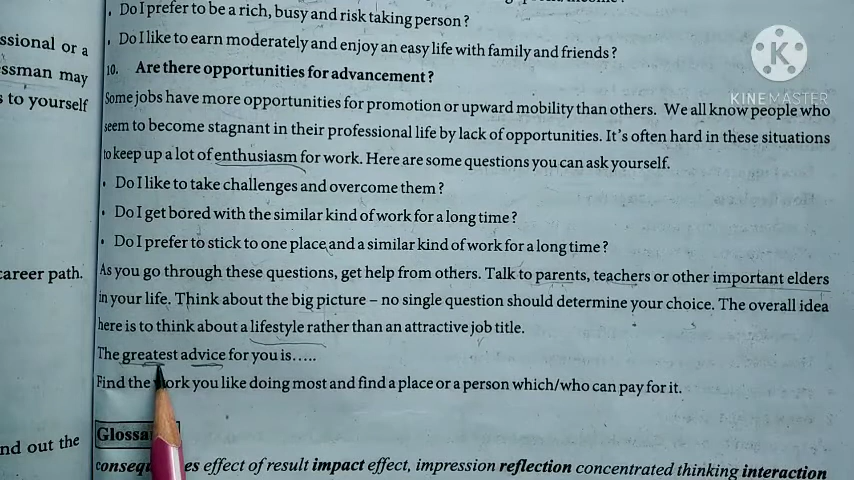 Do I prefer to be a rich, busy and risk taking person?
ssional or a
Do I like to earn moderately and enjoy an easy life with family and friends?
ssman may
10. Are there opportunities for advancement?
s to yourself
Some jobs have more opportunities for promotion or upward mobility than others. We all know people who
seem to become stagnant in their professional life by lack of opportunities. It's often hard in these situations
to keep up a lot of enthusiasm for work. Here are some questions you can ask yourself.
• Do I like to take challenges and overcome them?
• Do I get bored with the similar kind of work for a long time?
• Do I prefer to stick to one place and a similar kind of work for a long time?
career path.
As you go through these questions, get help from others. Talk to parents, teachers or other important elders
in your life. Think about the big picture – no single question should determine your choice. The overall idea
here is to think about a lifestyle rather than an attractive job title.
The greatest advice for you is.....
Find the work you like doing most and find a place or a person which/who can pay for it.
nd out the
Glossa
effect of result impact effect, impression reflection concentrated thinking interaction
K
KINEMASTER